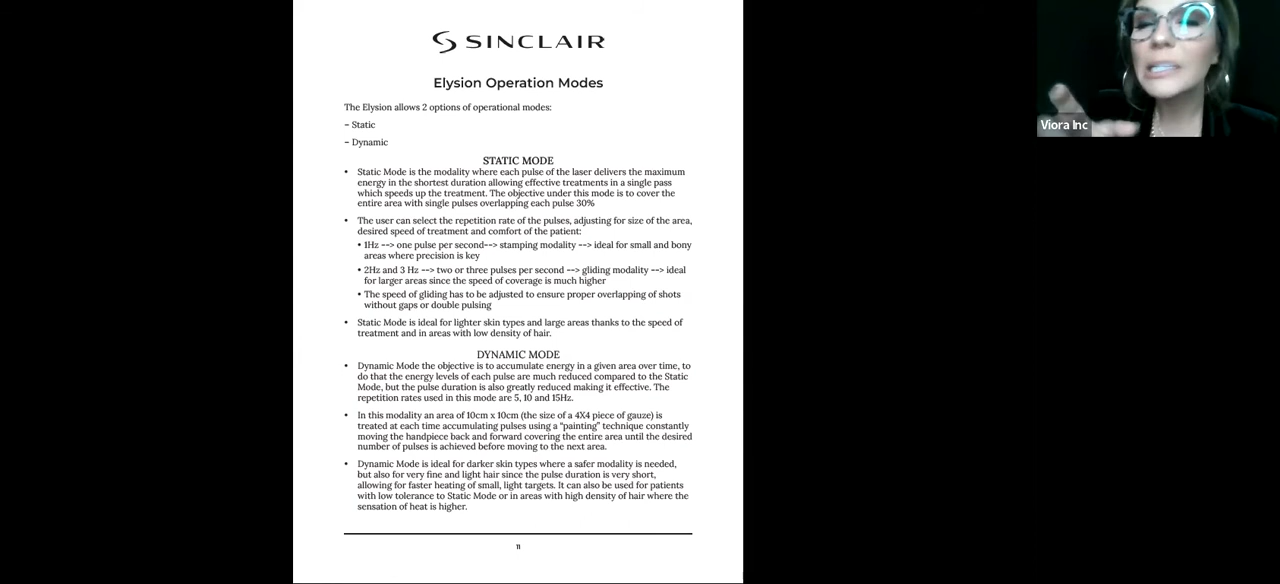 SINCLAIR
Elysion Operation Modes
The Elysion allows 2 options of operational modes:
– Static
– Dynamic
STATIC MODE
• Static Mode is the modality where each pulse of the laser delivers the maximum
energy in the shortest duration allowing effective treatments in a single pass
which speeds up the treatment. The objective under this mode is to cover the
entire area with single pulses overlapping each pulse 30%
• The user can select the repetition rate of the pulses, adjusting for size of the area,
desired speed of treatment and comfort of the patient:
• 1Hz --> one pulse per second--> stamping modality --> ideal for small and bony
areas where precision is key
• 2Hz and 3 Hz --> two or three pulses per second --> gliding modality --> ideal
for larger areas since the speed of coverage is much higher
• The speed of gliding has to be adjusted to ensure proper overlapping of shots
without gaps or double pulsing
• Static Mode is ideal for lighter skin types and large areas thanks to the speed of
treatment and in areas with low density of hair.
DYNAMIC MODE
• Dynamic Mode the objective is to accumulate energy in a given area over time, to
do that the energy levels of each pulse are much reduced compared to the Static
Mode, but the pulse duration is also greatly reduced making it effective. The
repetition rates used in this mode are 5, 10 and 15Hz.
• In this modality an area of 10cm x 10cm (the size of a 4X4 piece of gauze) is
treated at each time accumulating pulses using a “painting” technique constantly
moving the handpiece back and forward covering the entire area until the desired
number of pulses is achieved before moving to the next area.
• Dynamic Mode is ideal for darker skin types where a safer modality is needed,
but also for very fine and light hair since the pulse duration is very short,
allowing for faster heating of small, light targets. It can also be used for patients
with low tolerance to Static Mode or in areas with high density of hair where the
sensation of heat is higher.
11
Viora Inc